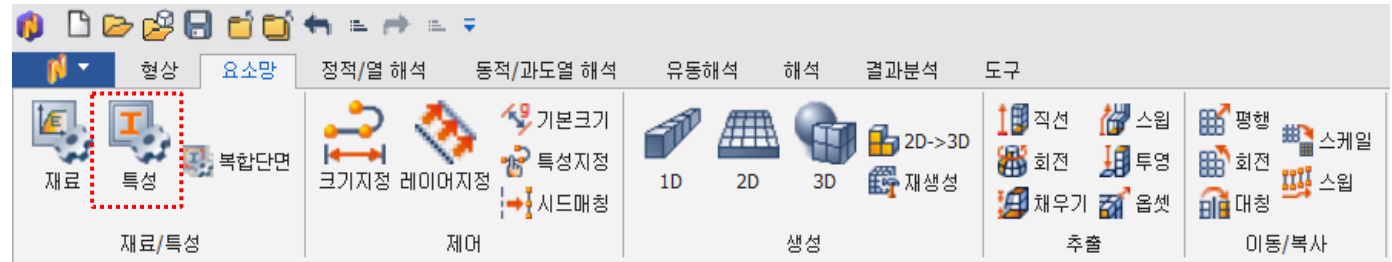 형상 요소망 정적/열 해석 동적/과도열 해석 유동해석 해석 결과분석 도구
재료 특성 복합단면
재료/특성
크기지정 레이어지정 기본크기 특성지정 시드매칭
제어
1D 2D 3D 2D->3D 재생성
생성
직선 스윕
회전 투영
채우기 옵셋
추출
평행 스케일
회전 스윕
대칭
이동/복사